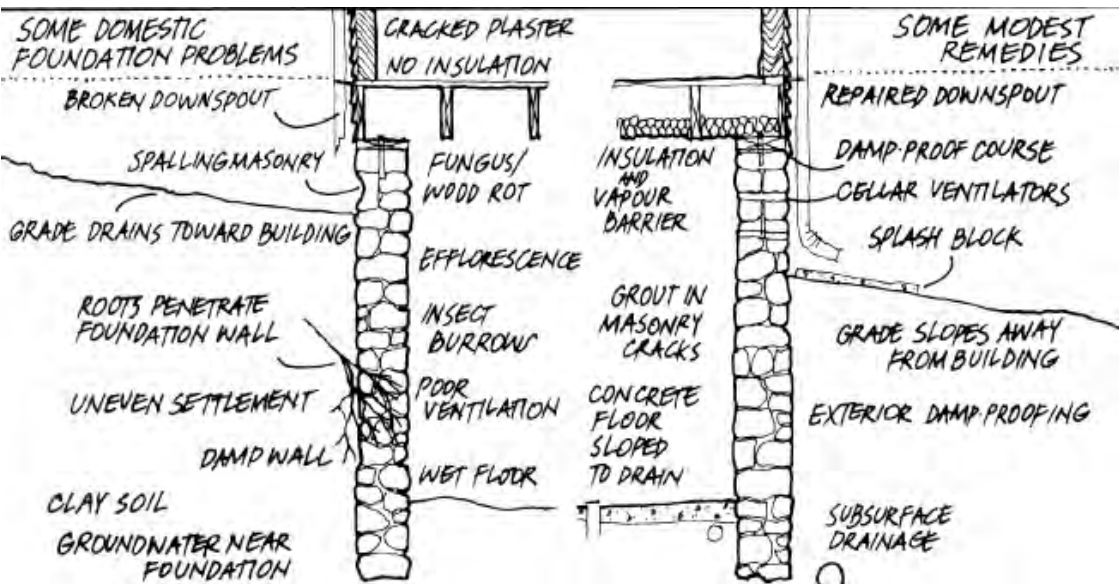 SOME DOMESTIC
FOUNDATION PROBLEMS
BROKEN DOWNSPOUT
SPALLING MASONRY
GRADE DRAINS TOWARD BUILDING
ROOTS PENETRATE
FOUNDATION WALL
UNEVEN SETTLEMENT
DAMP WALL
CLAY SOIL
GROUNDWATER NEAR
FOUNDATION
CRACKED PLASTER
NO INSULATION
FUNGUS/
WOOD ROT
EFFLORESCENCE
INSECT
BURROWS
POOR
VENTILATION
WET FLOOR
INSULATION
AND
VAPOUR
BARRIER
GROUT IN
MASONRY
CRACKS
CONCRETE
FLOOR
SLOPED
TO DRAIN
SOME MODEST
REMEDIES
REPAIRED DOWNSPOUT
DAMP-PROOF COURSE
CELLAR VENTILATORS
SPLASH BLOCK
GRADE SLOPES AWAY
FROM BUILDING
EXTERIOR DAMP-PROOFING
SUBSURFACE
DRAINAGE